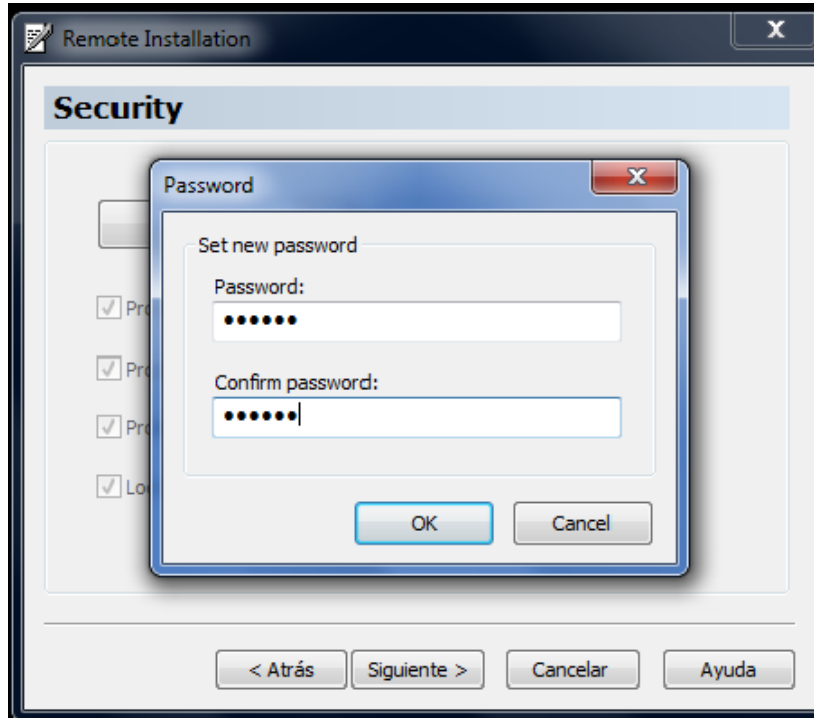 Remote Installation
Security
Password
Set new password
Password:
••••••
Confirm password:
••••••
OK
Cancel
< Atrás
Siguiente >
Cancelar
Ayuda